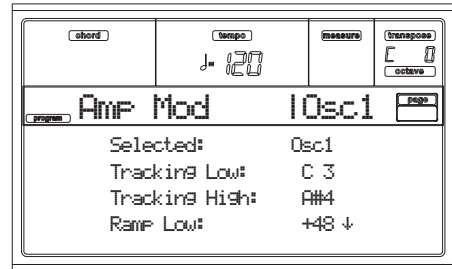 chord tempo measure transpose
♩= 120 C 0
octave
program Amp Mod |Osc1 page
Selected: Osc1
Tracking Low: C 3
Tracking High: A#4
Ramp Low: +48 ↓